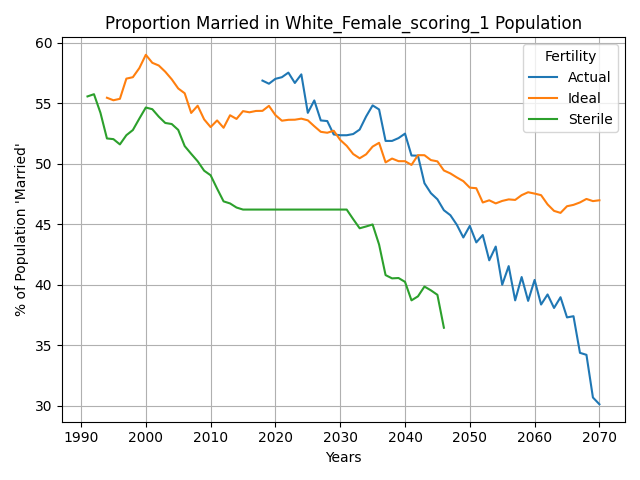 Proportion Married in White_Female_scoring_1 Population
% of Population 'Married'
60
55
50
45
40
35
30
Fertility
Actual
Ideal
Sterile
1990 2000 2010 2020 2030 2040 2050 2060 2070
Years